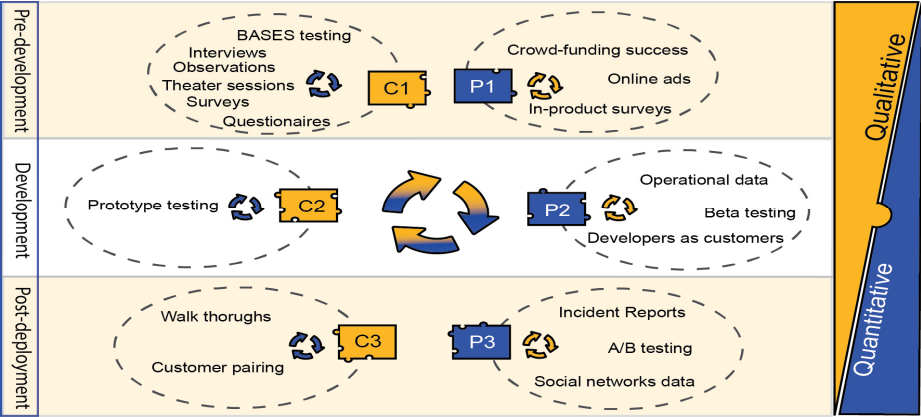 Pre-development
BASES testing
Interviews
Observations
Theater sessions
Surveys
Questionaires
C1
P1
Crowd-funding success
Online ads
In-product surveys
Development
Prototype testing
C2
P2
Operational data
Beta testing
Developers as customers
Post-deployment
Walk thorughs
Customer pairing
C3
P3
Incident Reports
A/B testing
Social networks data
Qualitative
Quantitative